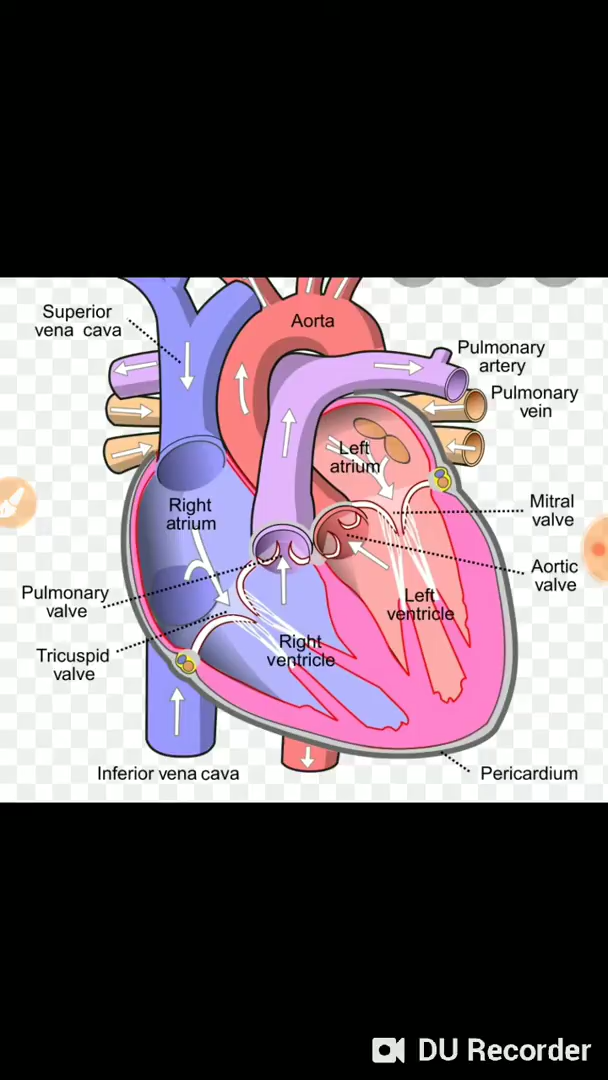 Superior
vena cava
Aorta
Pulmonary
artery
Pulmonary
vein
Left
atrium
Right
atrium
Mitral
valve
Aortic
valve
Pulmonary
valve
Left
ventricle
Right
ventricle
Tricuspid
valve
Inferior vena cava
Pericardium
DU Recorder